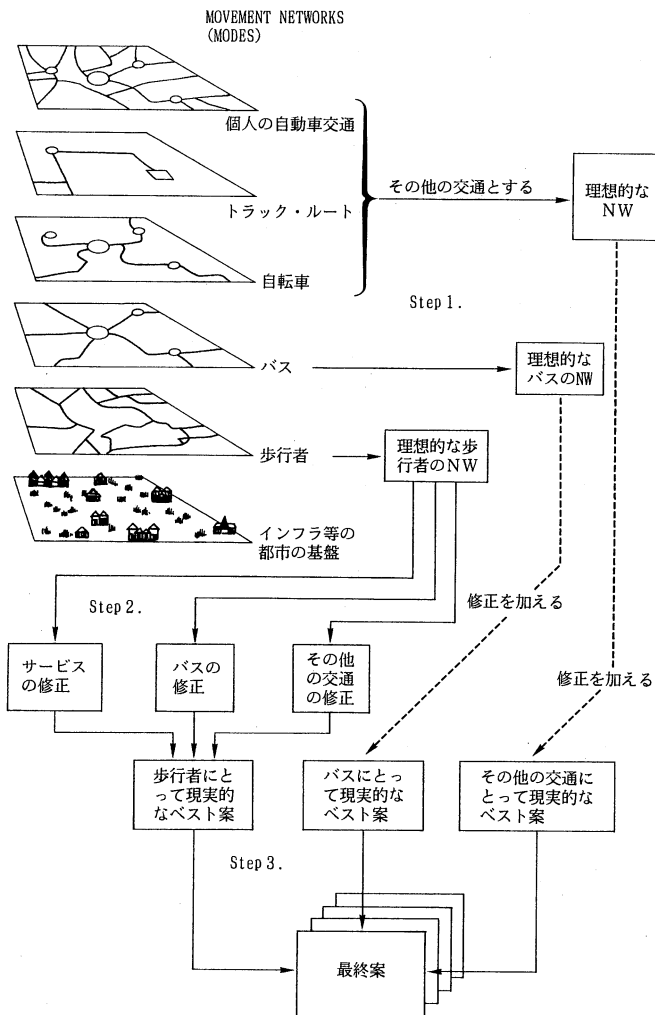 MOVEMENT NETWORKS
(MODES)
個人の自動車交通
トラック・ルート
その他の交通とする
理想的な
NW
自転車
Step 1.
バス
理想的な
バスのNW
歩行者
理想的な歩
行者のNW
インフラ等の
都市の基盤
Step 2.
修正を加える
修正を加える
サービス
の修正
バスの
修正
その他
の交通
の修正
歩行者にと
って現実的
なベスト案
バスにとっ
て現実的な
ベスト案
その他の交通に
とって現実的な
ベスト案
Step 3.
最終案